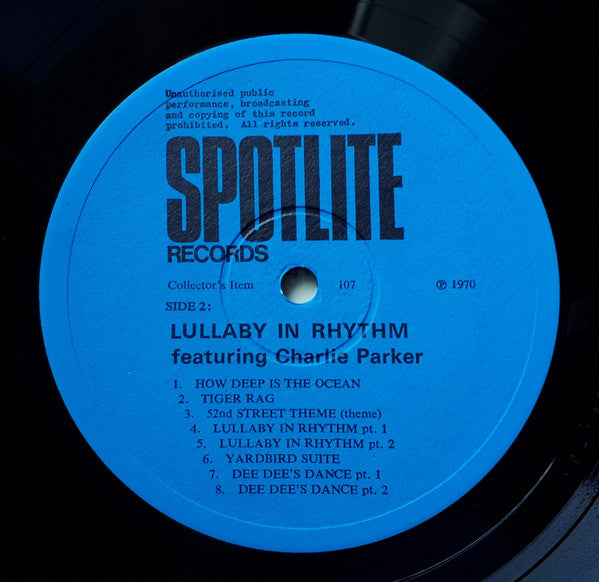 Unauthorised public
performance, broadcasting
and copying of this record
prohibited. All rights reserved.
SPOTLITE
RECORDS
Collector's Item 107 ℗ 1970
SIDE 2:
LULLABY IN RHYTHM
featuring Charlie Parker
1. HOW DEEP IS THE OCEAN
2. TIGER RAG
3. 52nd STREET THEME (theme)
4. LULLABY IN RHYTHM pt. 1
5. LULLABY IN RHYTHM pt. 2
6. YARDBIRD SUITE
7. DEE DEE'S DANCE pt. 1
8. DEE DEE'S DANCE pt. 2